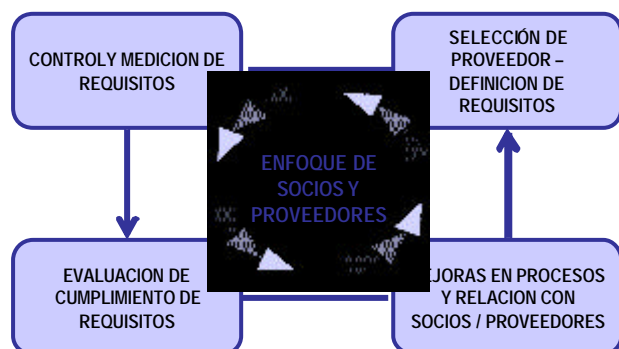 CONTROLY MEDICION DE
REQUISITOS
SELECCIÓN DE
PROVEEDOR –
DEFINICION DE
REQUISITOS
ENFOQUE DE
SOCIOS Y
PROVEEDORES
EVALUACION DE
CUMPLIMIENTO DE
REQUISITOS
EJORAS EN PROCESOS
Y RELACION CON
SOCIOS / PROVEEDORES